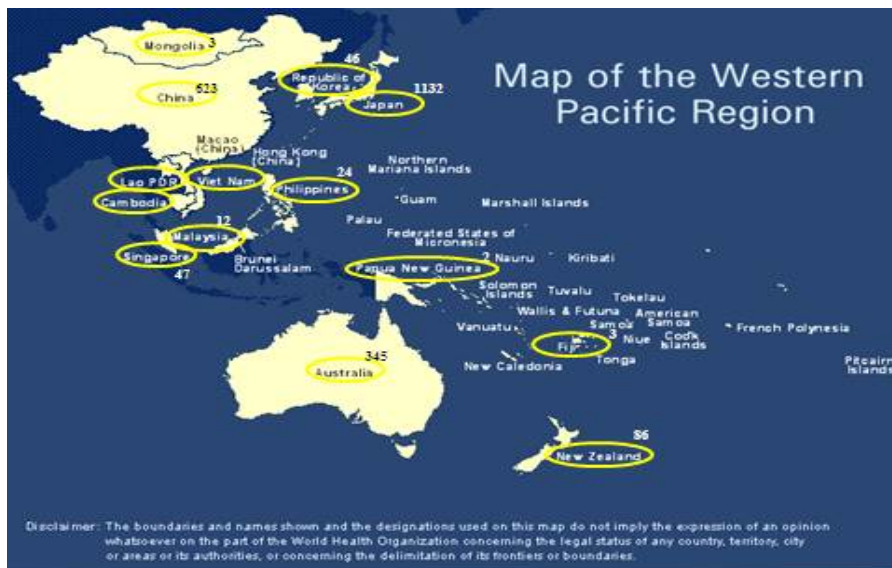 Map of the Western
Pacific Region
Mongolia 3
China 623
46
Republic of
Korea
1132
Japan
Macao
(China)
Hong Kong
(China)
Lao PDR
Viet Nam
24
Philippines
Northern
Mariana Islands
Cambodia
Guam
Marshall Islands
12
Malaysia
Palau
Federated States of
Micronesia
Singapore
47
Brunei
Darussalam
2
Papua New Guinea
Nauru
Kiribati
Solomon
Islands
Tuvalu
Tokelau
Wallis & Futuna
American
Samoa
Samoa
Vanuatu
3
Fiji
Niue
Cook
Islands
French Polynesia
New Caledonia
Tonga
Pitcairn
Islands
345
Australia
86
New Zealand
Disclaimer: The boundaries and names shown and the designations used on this map do not imply the expression of an opinion
whatsoever on the part of the World Health Organization concerning the legal status of any country, territory, city
or areas or its authorities, or concerning the delimitation of its frontiers or boundaries.